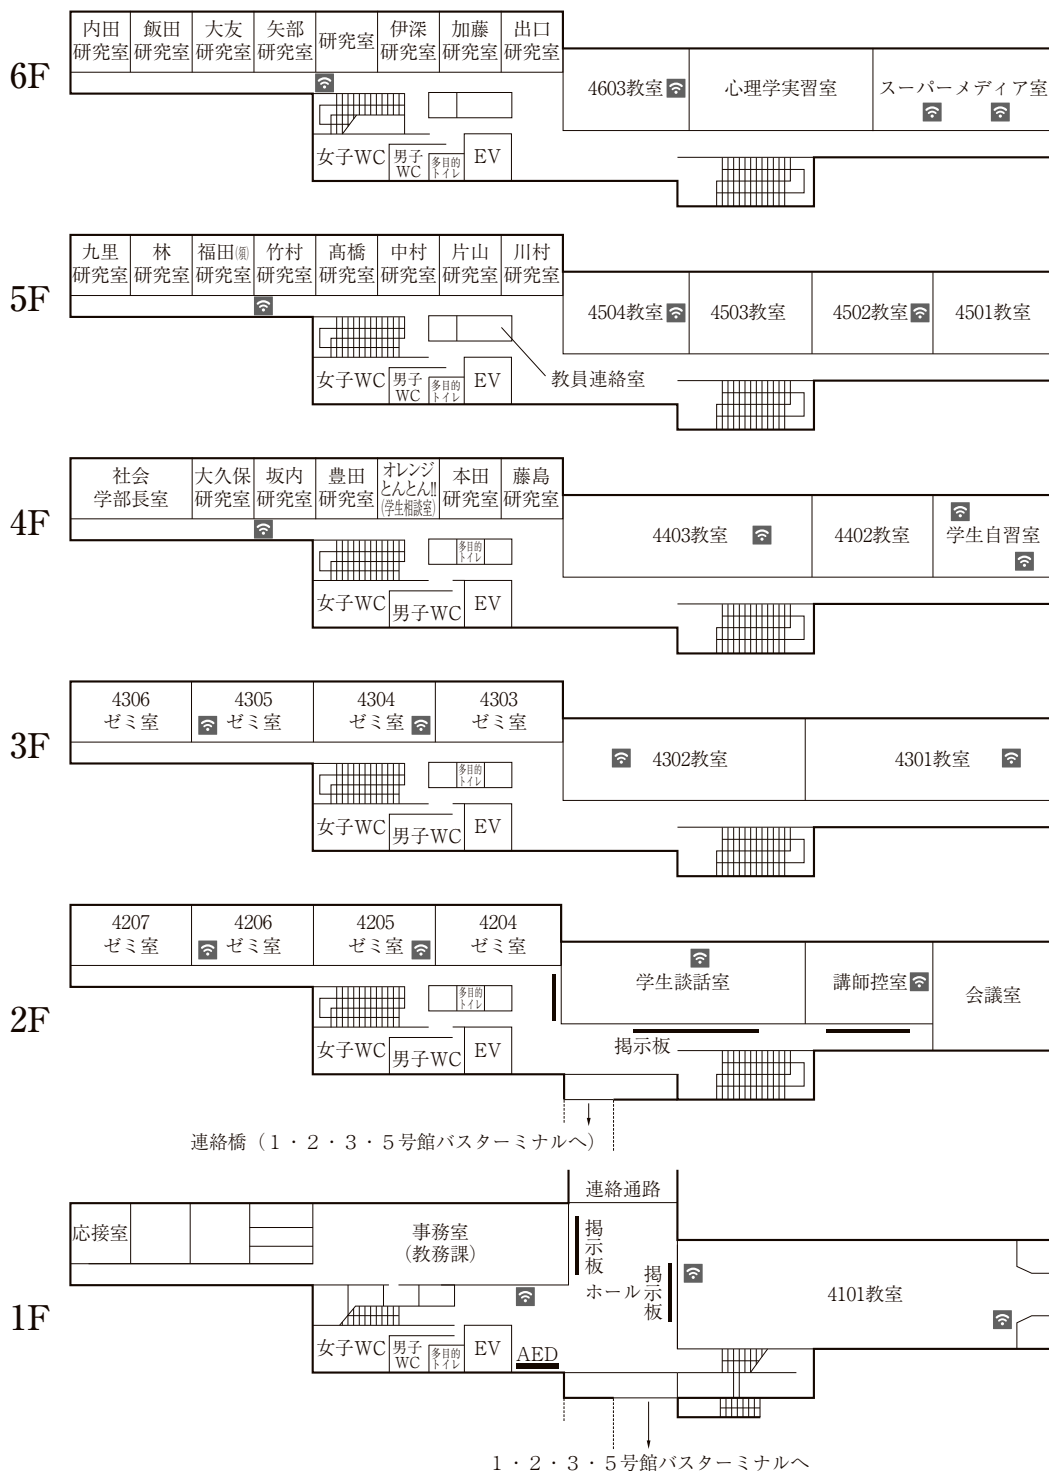 6F
内田
研究室
飯田
研究室
大友
研究室
矢部
研究室
研究室
伊深
研究室
加藤
研究室
出口
研究室
4603教室
心理学実習室
スーパーメディア室
女子WC
男子
WC
多目的
トイレ
EV
5F
九里
研究室
林
研究室
福田㈲
研究室
竹村
研究室
髙橋
研究室
中村
研究室
片山
研究室
川村
研究室
4504教室
4503教室
4502教室
4501教室
教員連絡室
女子WC
男子
WC
多目的
トイレ
EV
4F
社会
学部長室
大久保
研究室
坂内
研究室
豊田
研究室
オレンジ
とんとん!!
(学生相談室)
本田
研究室
藤島
研究室
4403教室
4402教室
学生自習室
多目的
トイレ
女子WC
男子WC
EV
3F
4306
ゼミ室
4305
ゼミ室
4304
ゼミ室
4303
ゼミ室
4302教室
4301教室
多目的
トイレ
女子WC
男子WC
EV
2F
4207
ゼミ室
4206
ゼミ室
4205
ゼミ室
4204
ゼミ室
学生談話室
講師控室
会議室
多目的
トイレ
掲示板
女子WC
男子WC
EV
連絡橋（1・2・3・5号館バスターミナルへ）
1F
連絡通路
応接室
事務室
（教務課）
掲示板
ホール
掲示板
4101教室
女子WC
男子
WC
多目的
トイレ
EV
AED
1・2・3・5号館バスターミナルへ